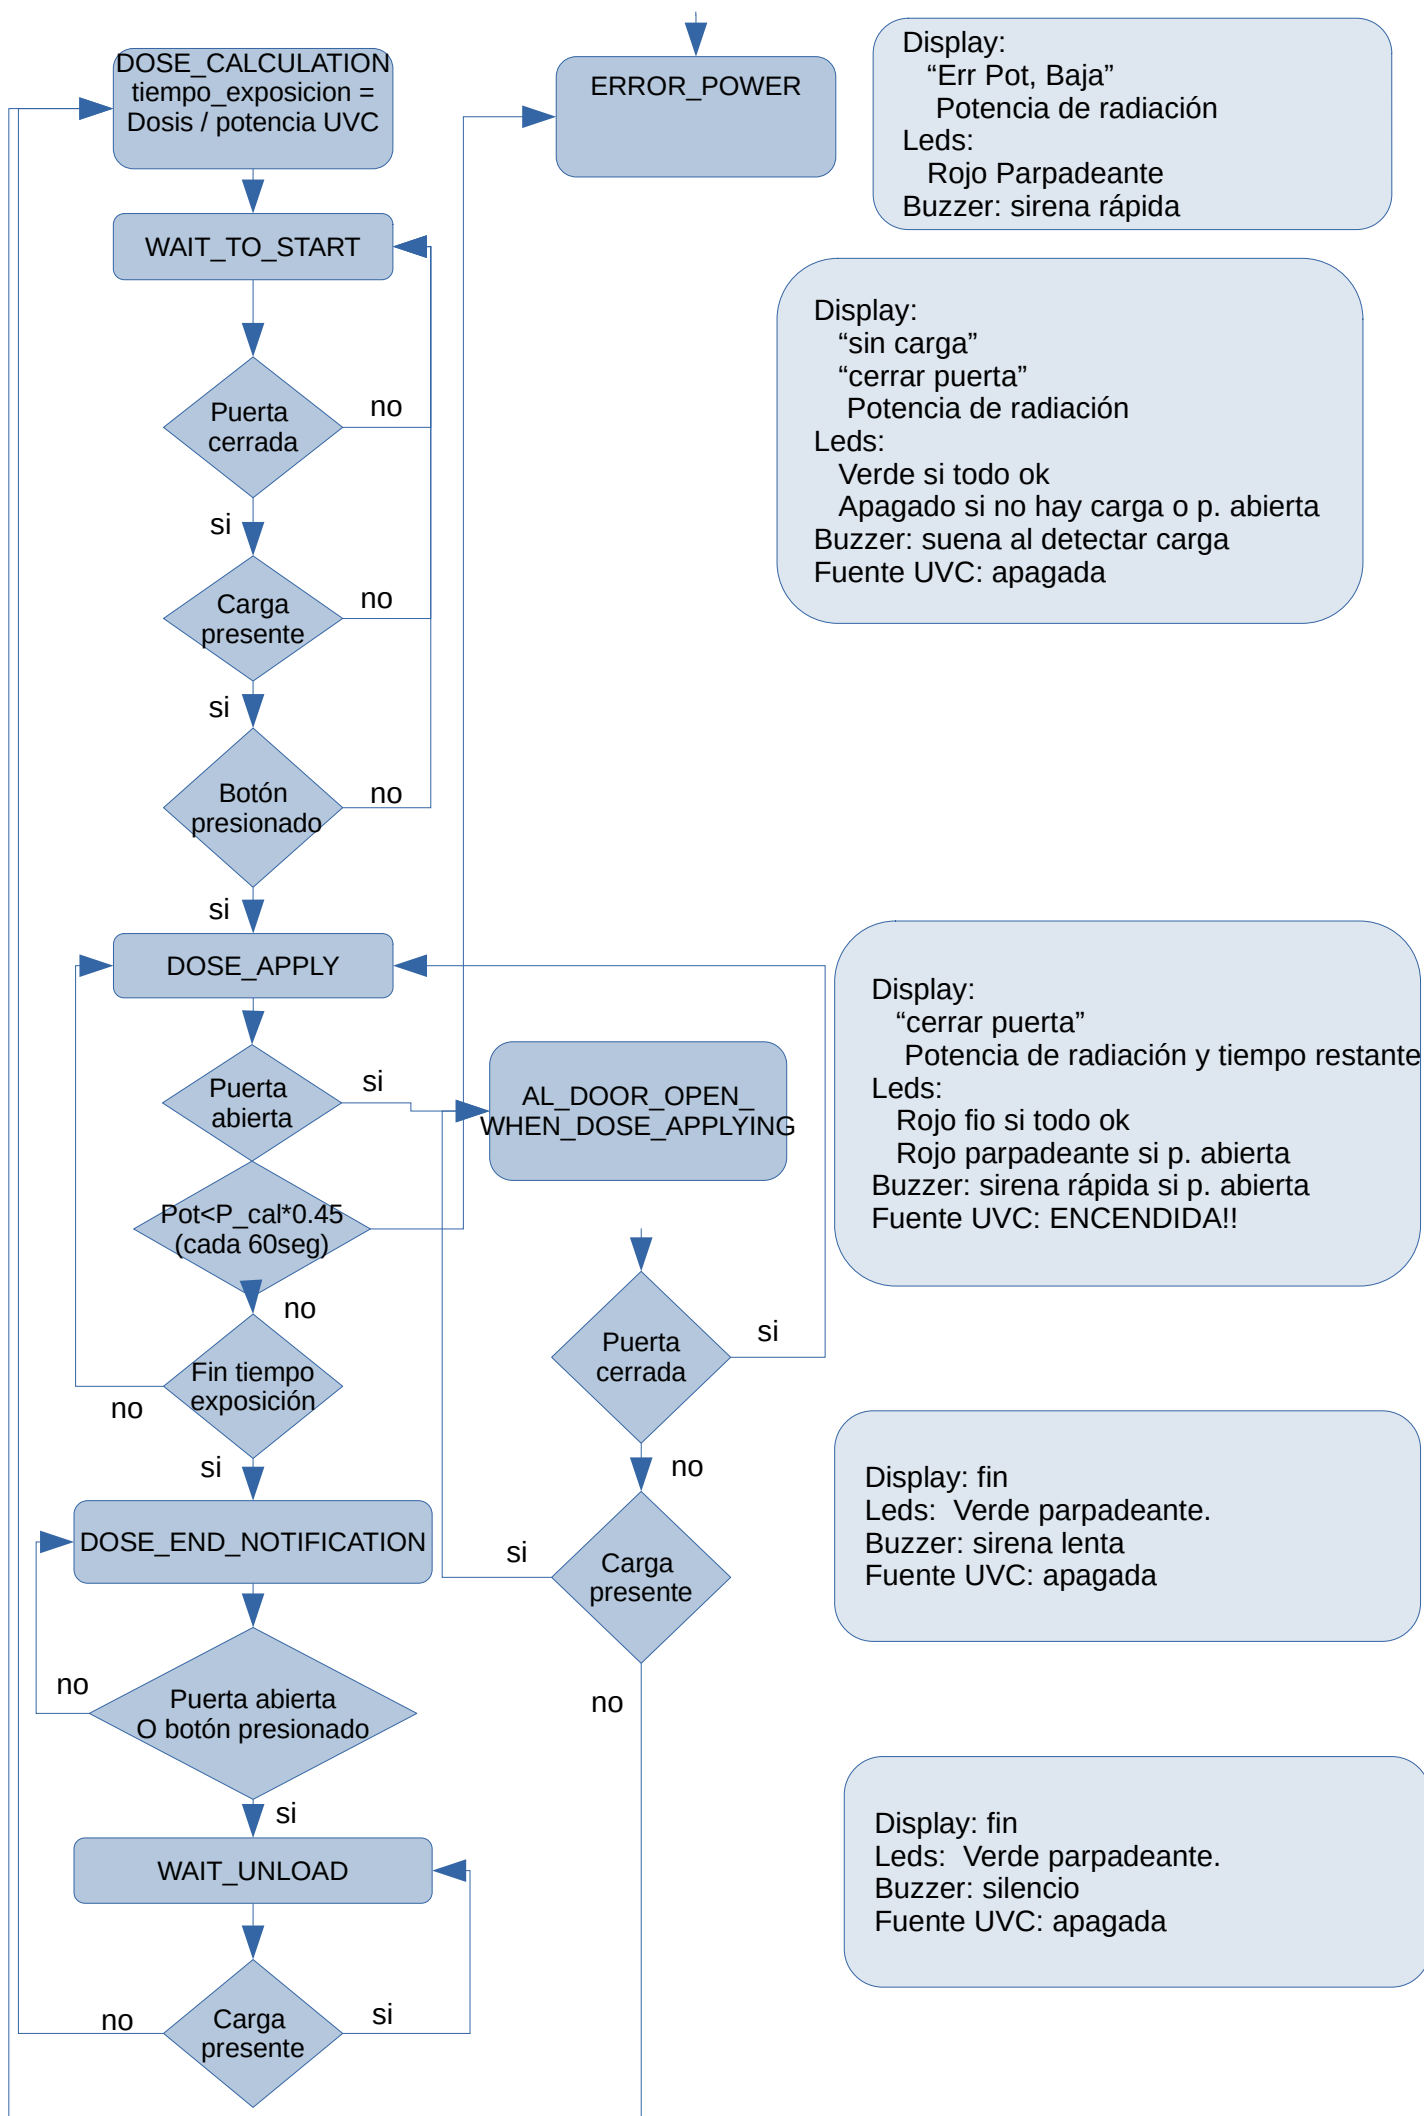 DOSE_CALCULATION
tiempo_exposicion =
Dosis / potencia UVC
ERROR_POWER
Display:
“Err Pot, Baja”
Potencia de radiación
Leds:
Rojo Parpadeante
Buzzer: sirena rápida
WAIT_TO_START
Display:
“sin carga”
“cerrar puerta”
Potencia de radiación
Leds:
Verde si todo ok
Apagado si no hay carga o p. abierta
Buzzer: suena al detectar carga
Fuente UVC: apagada
Puerta
cerrada
no
si
Carga
presente
no
si
Botón
presionado
no
si
DOSE_APPLY
Display:
“cerrar puerta”
Potencia de radiación y tiempo restante
Leds:
Rojo fio si todo ok
Rojo parpadeante si p. abierta
Buzzer: sirena rápida si p. abierta
Fuente UVC: ENCENDIDA!!
Puerta
abierta
si
AL_DOOR_OPEN_
WHEN_DOSE_APPLYING
Pot<P_cal*0.45
(cada 60seg)
no
Fin tiempo
exposición
no
si
Puerta
cerrada
si
no
Carga
presente
si
no
DOSE_END_NOTIFICATION
Display: fin
Leds:  Verde parpadeante.
Buzzer: sirena lenta
Fuente UVC: apagada
Puerta abierta
O botón presionado
no
si
WAIT_UNLOAD
Display: fin
Leds:  Verde parpadeante.
Buzzer: silencio
Fuente UVC: apagada
Carga
presente
no
si